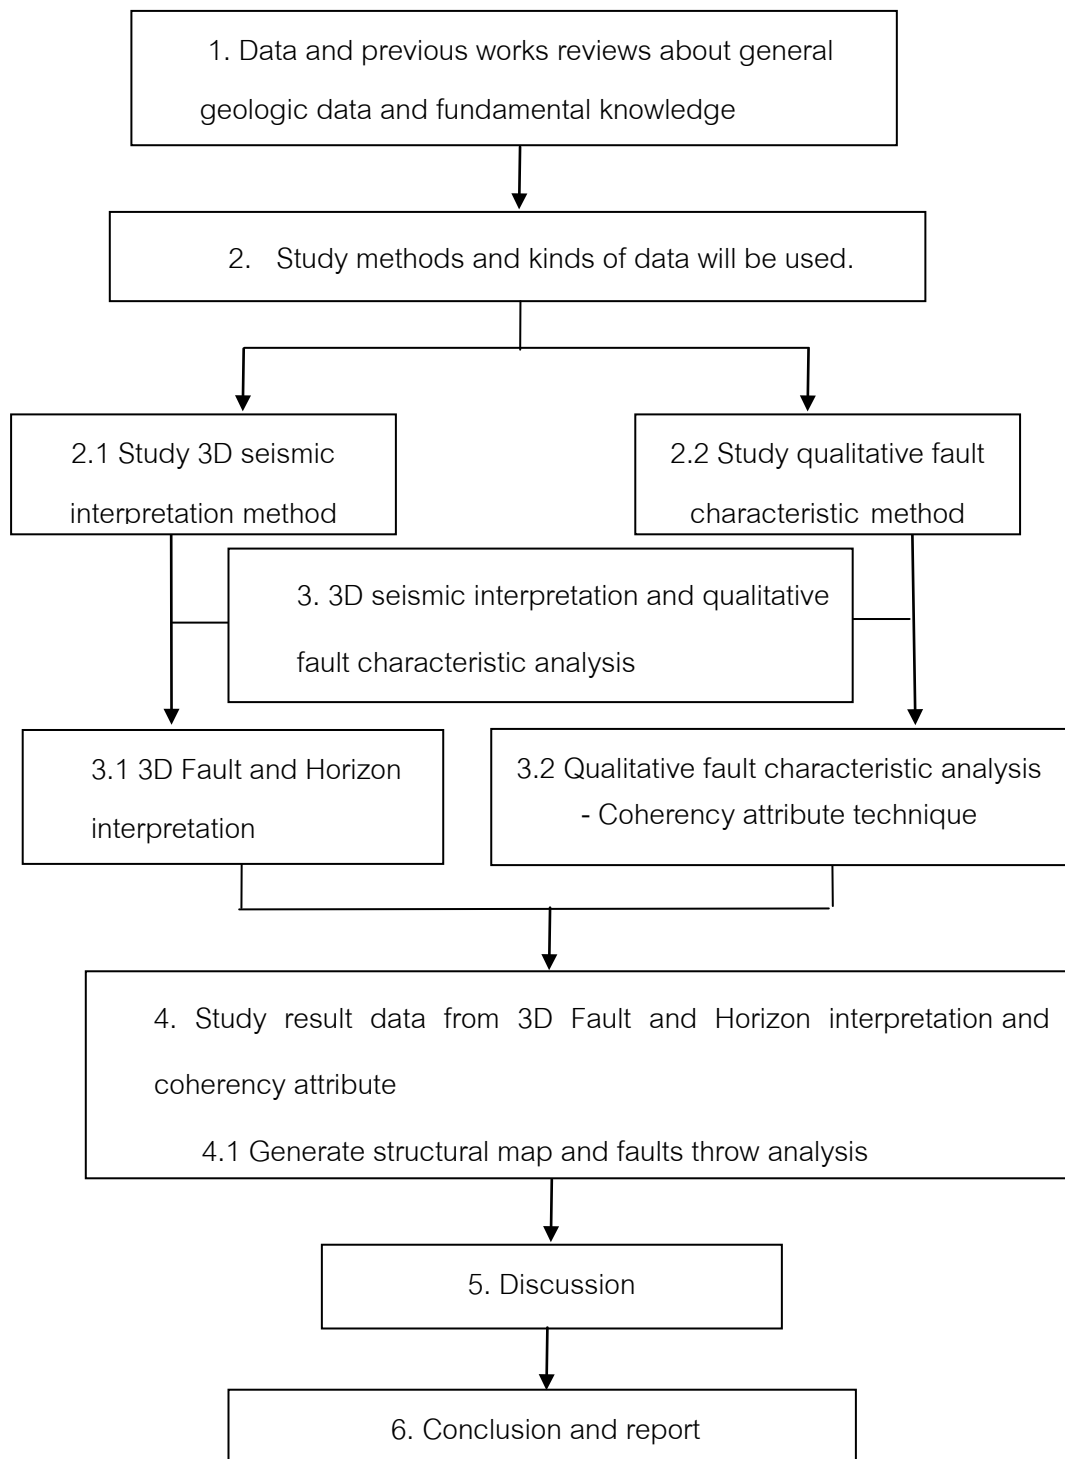 1. Data and previous works reviews about general
geologic data and fundamental knowledge
2. Study methods and kinds of data will be used.
2.1 Study 3D seismic
interpretation method
2.2 Study qualitative fault
characteristic method
3. 3D seismic interpretation and qualitative
fault characteristic analysis
3.1 3D Fault and Horizon
interpretation
3.2 Qualitative fault characteristic analysis
- Coherency attribute technique
4. Study result data from 3D Fault and Horizon interpretation and
coherency attribute
4.1 Generate structural map and faults throw analysis
5. Discussion
6. Conclusion and report